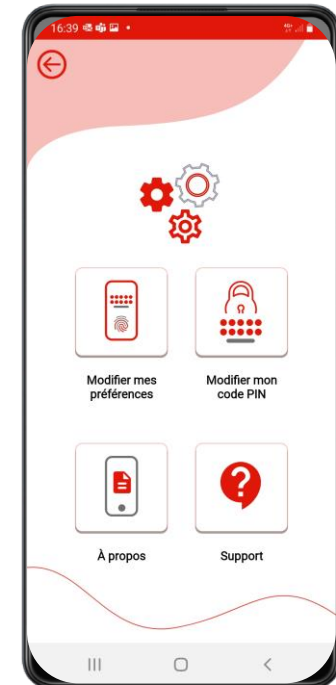 16:39
Modifier mes
préférences
Modifier mon
code PIN
À propos
Support